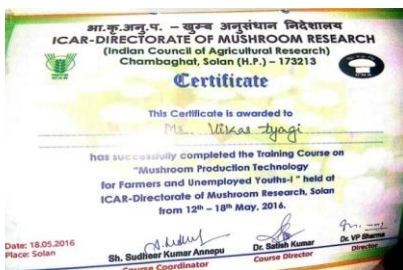 भा.कृ.अनु.प. – खुम्ब अनुसंधान निदेशालय
ICAR-DIRECTORATE OF MUSHROOM RESEARCH
(Indian Council of Agricultural Research)
Chambaghat, Solan (H.P.) – 173213
Certificate
This Certificate is awarded to
Mr. Vikas Tyagi
has successfully completed the Training Course on
"Mushroom Production Technology
for Farmers and Unemployed Youths-I" held at
ICAR-Directorate of Mushroom Research, Solan
from 12th – 18th May, 2016.
Date: 18.05.2016
Place: Solan
Sh. Sudheer Kumar Annepu
Course Coordinator
Dr. Satish Kumar
Course Director
Dr. VP Sharma